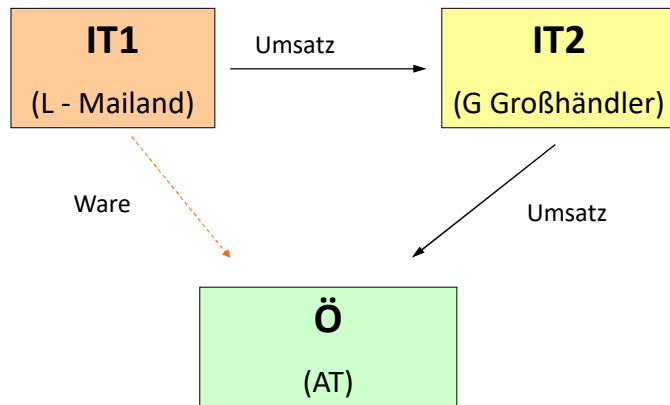 IT1
(L - Mailand)
Umsatz
IT2
(G Großhändler)
Ware
Umsatz
Ö
(AT)